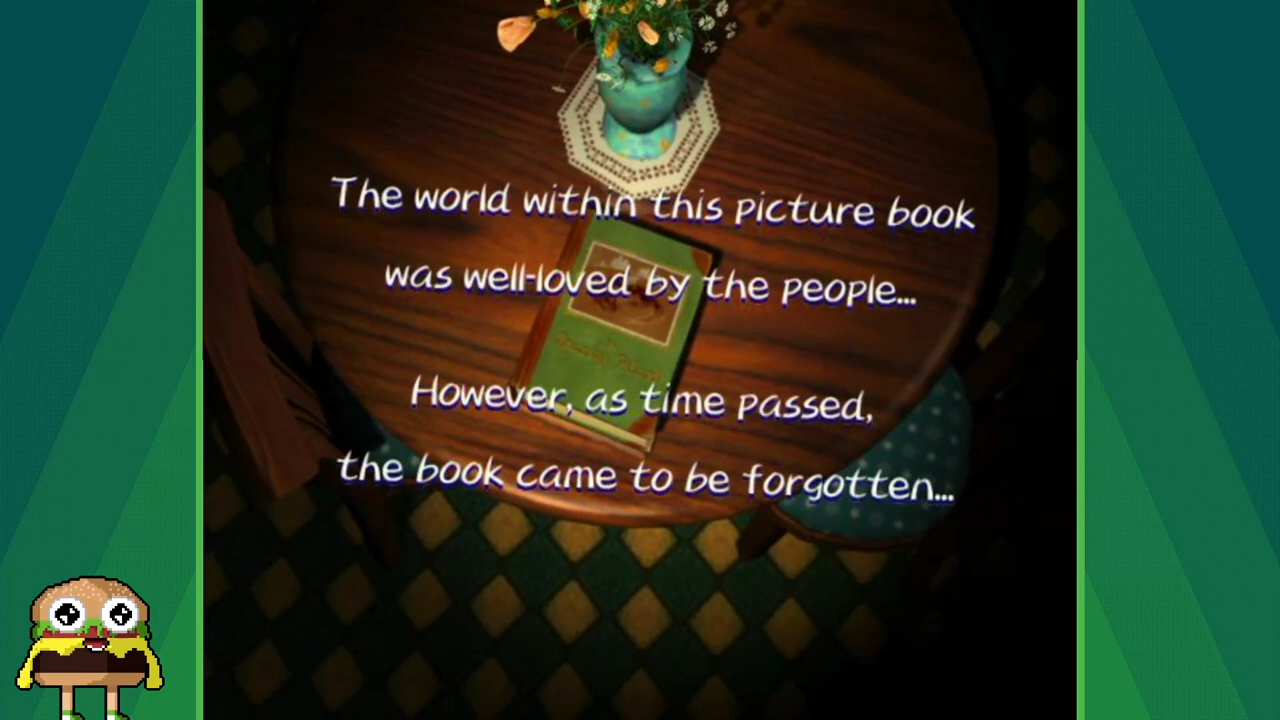 The world within this picture book
was well-loved by the people...
However, as time passed,
the book came to be forgotten...